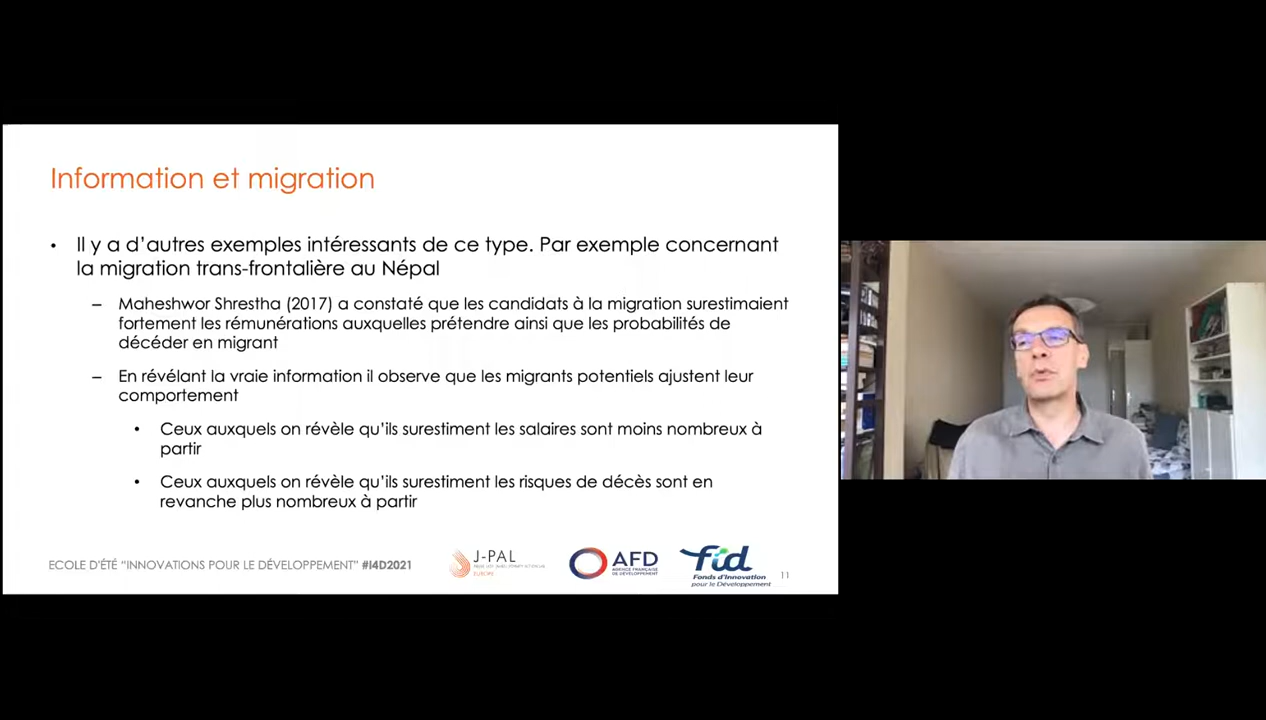 Information et migration
• Il y a d’autres exemples intéressants de ce type. Par exemple concernant
la migration trans-frontalière au Népal
– Maheshwor Shrestha (2017) a constaté que les candidats à la migration surestimaient
fortement les rémunérations auxquelles prétendre ainsi que les probabilités de
décéder en migrant
– En révélant la vraie information il observe que les migrants potentiels ajustent leur
comportement
• Ceux auxquels on révèle qu’ils surestiment les salaires sont moins nombreux à
partir
• Ceux auxquels on révèle qu’ils surestiment les risques de décès sont en
revanche plus nombreux à partir
ECOLE D’ÉTÉ “INNOVATIONS POUR LE DÉVELOPPEMENT” #I4D2021
J-PAL
EUROPE
AFD
AGENCE FRANÇAISE
DE DÉVELOPPEMENT
fid
Fonds d’Innovation
pour le Développement
11